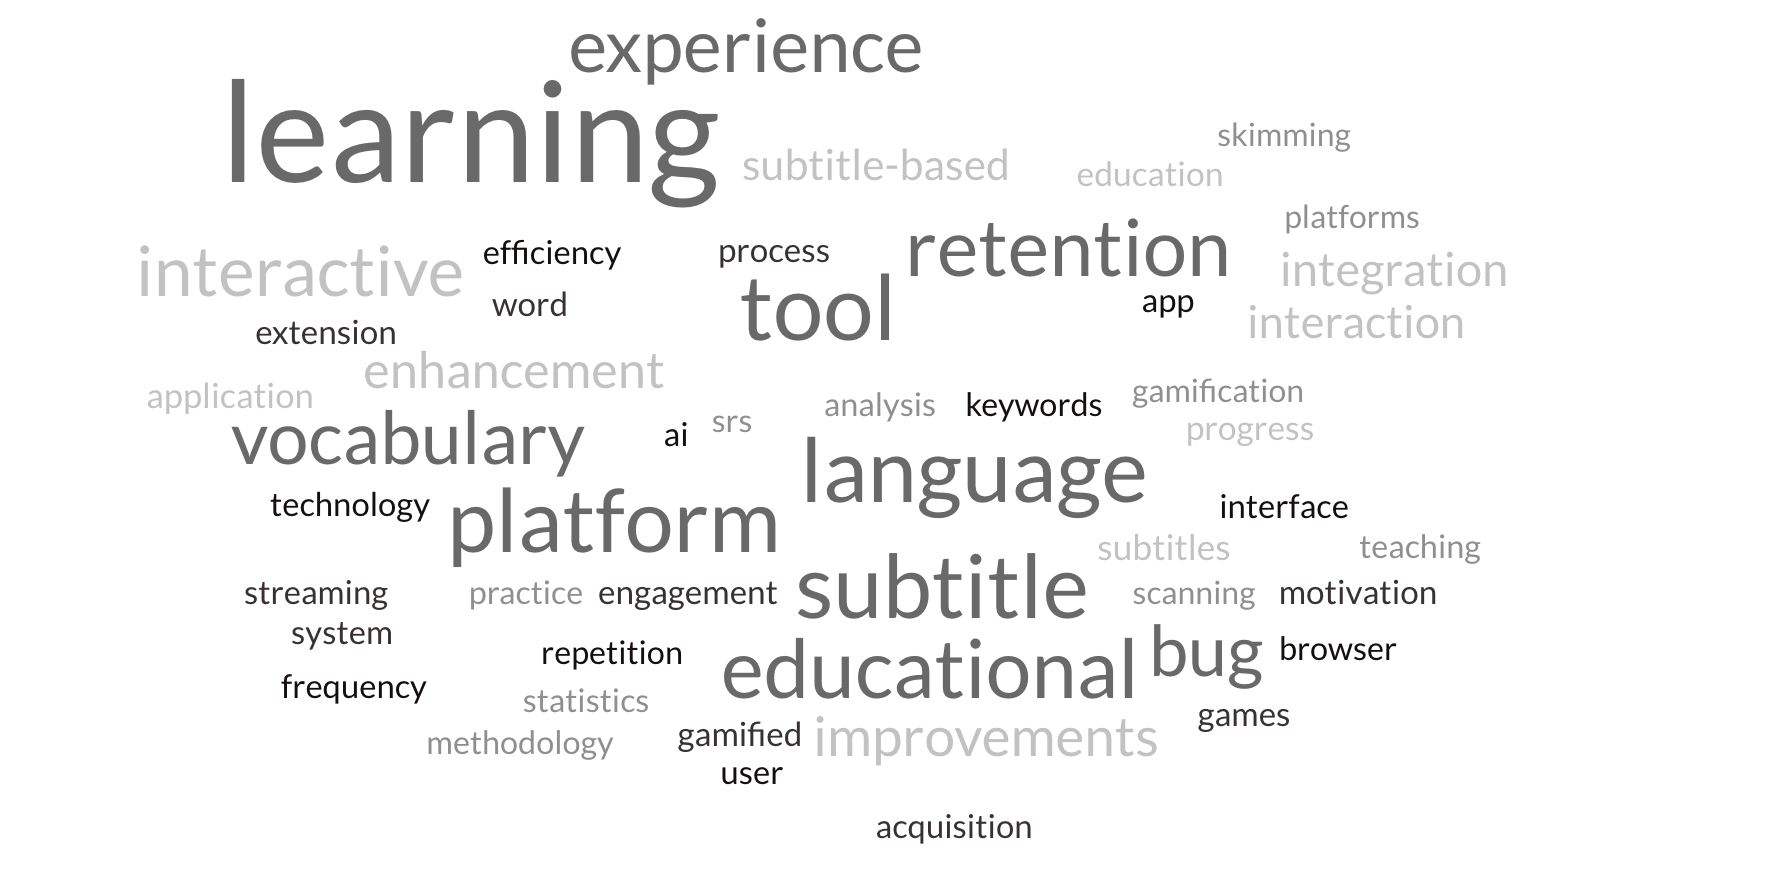 experience
learning
skimming
subtitle-based
education
platforms
retention
process
efficiency
interactive
integration
app
word
tool
interaction
extension
enhancement
gamification
application
analysis
keywords
srs
progress
ai
vocabulary
language
technology
interface
platform
subtitles
teaching
streaming
practice
engagement
subtitle
scanning
motivation
system
repetition
browser
bug
educational
frequency
statistics
games
methodology
gamified
improvements
user
acquisition